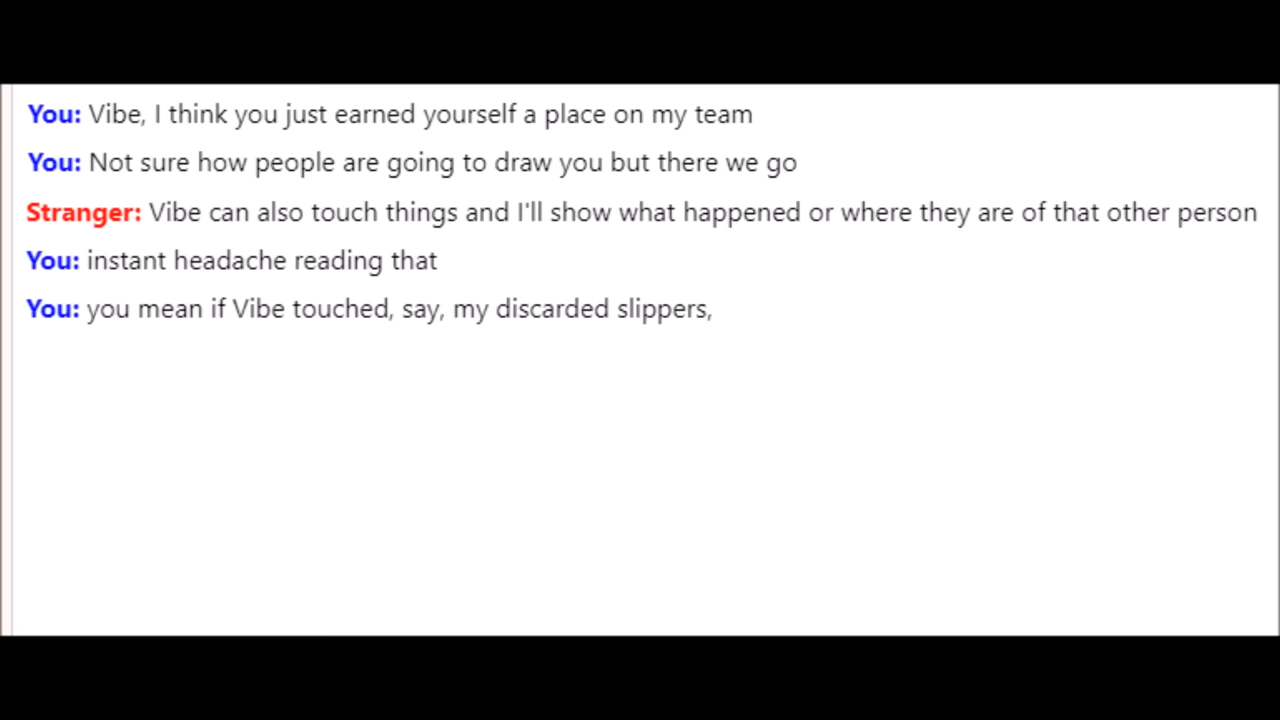 You: Vibe, I think you just earned yourself a place on my team
You: Not sure how people are going to draw you but there we go
Stranger: Vibe can also touch things and I'll show what happened or where they are of that other person
You: instant headache reading that
You: you mean if Vibe touched, say, my discarded slippers,